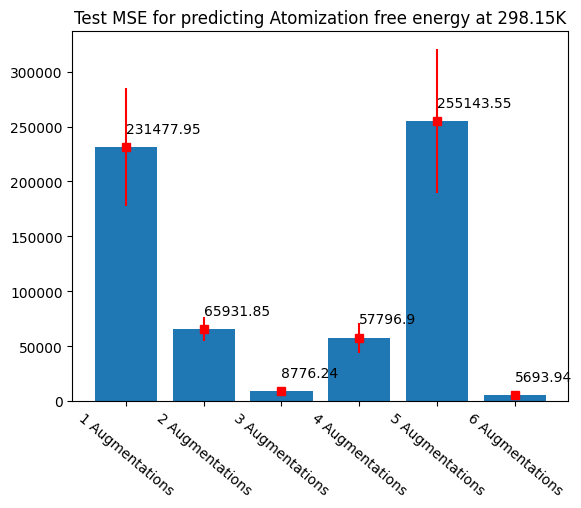 Test MSE for predicting Atomization free energy at 298.15K
300000
250000
200000
150000
100000
50000
0
231477.95
65931.85
8776.24
57796.9
255143.55
5693.94
1 Augmentations
2 Augmentations
3 Augmentations
4 Augmentations
5 Augmentations
6 Augmentations